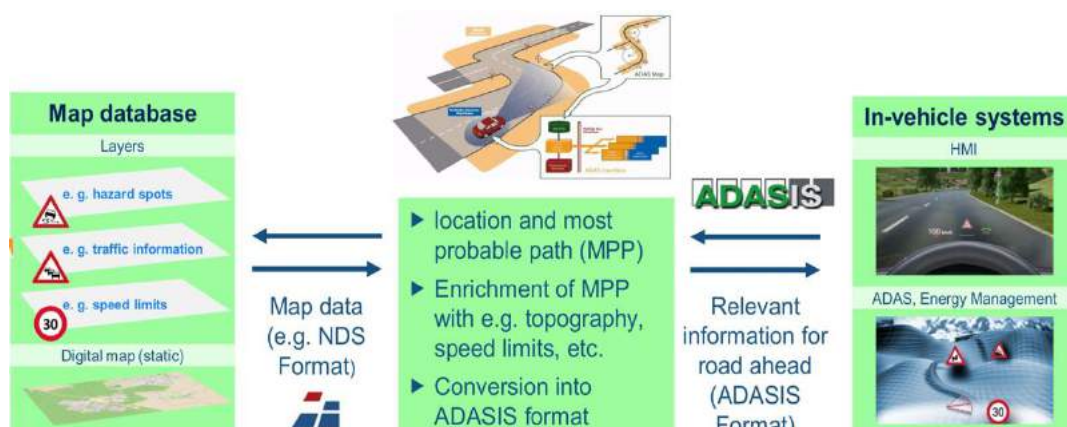 Map database
Layers
e. g. hazard spots
e. g. traffic information
e. g. speed limits
30
Digital map (static)
Map data
(e.g. NDS
Format)
ADAS Map
► location and most
probable path (MPP)
► Enrichment of MPP
with e.g. topography,
speed limits, etc.
► Conversion into
ADASIS format
ADASIS
Relevant
information for
road ahead
(ADASIS
Format)
In-vehicle systems
HMI
ADAS, Energy Management
30